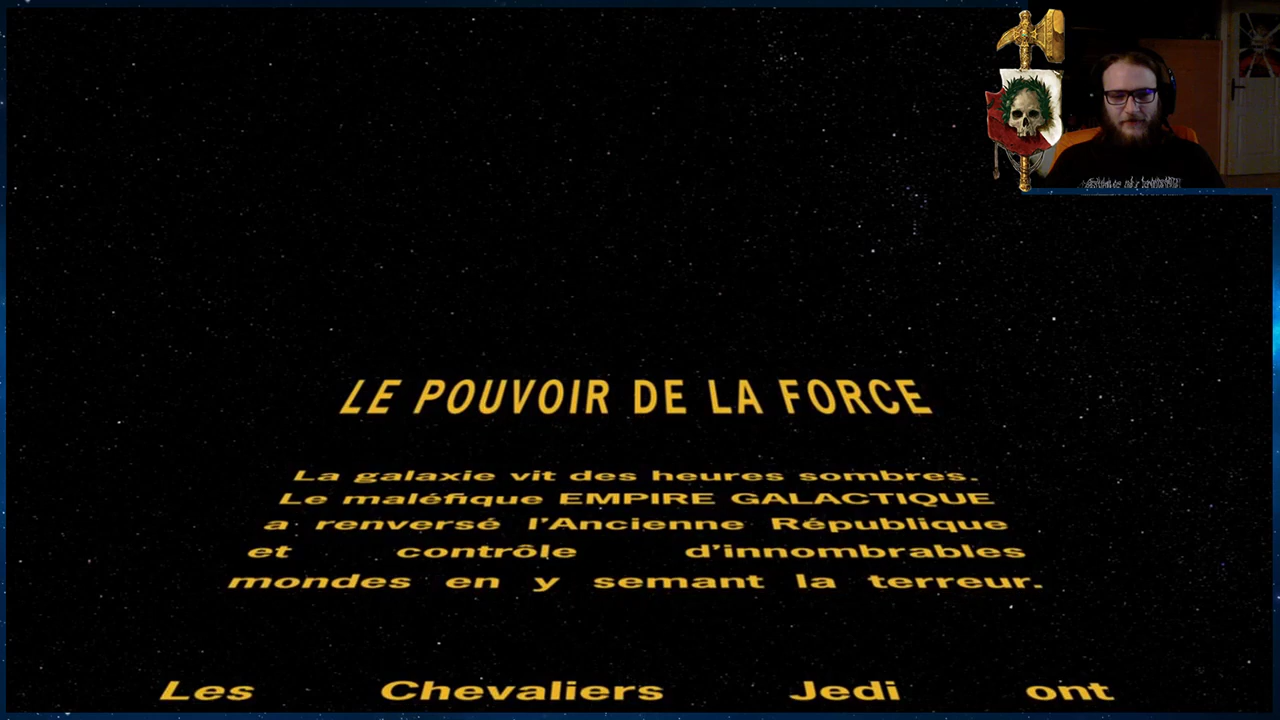 LE POUVOIR DE LA FORCE
La galaxie vit des heures sombres.
Le maléfique EMPIRE GALACTIQUE
a renversé l'Ancienne République
et contrôle d'innombrables
mondes en y semant la terreur.
Les Chevaliers Jedi ont